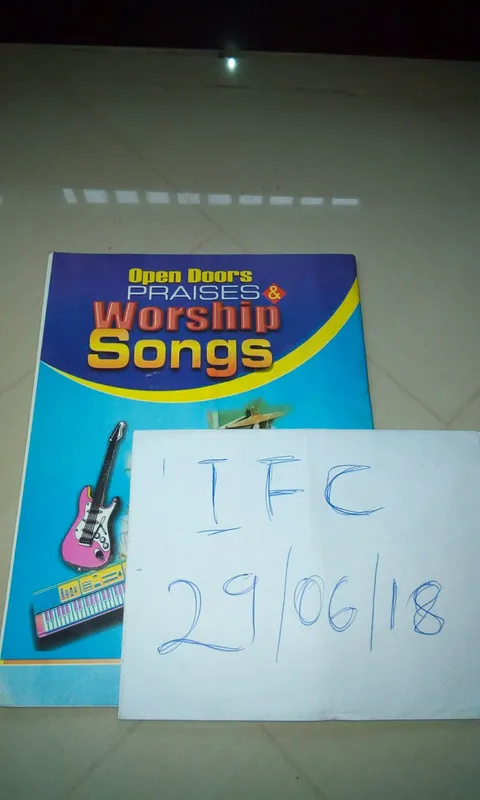 Open Doors
PRAISES &
Worship
Songs
IFC
29/06/18